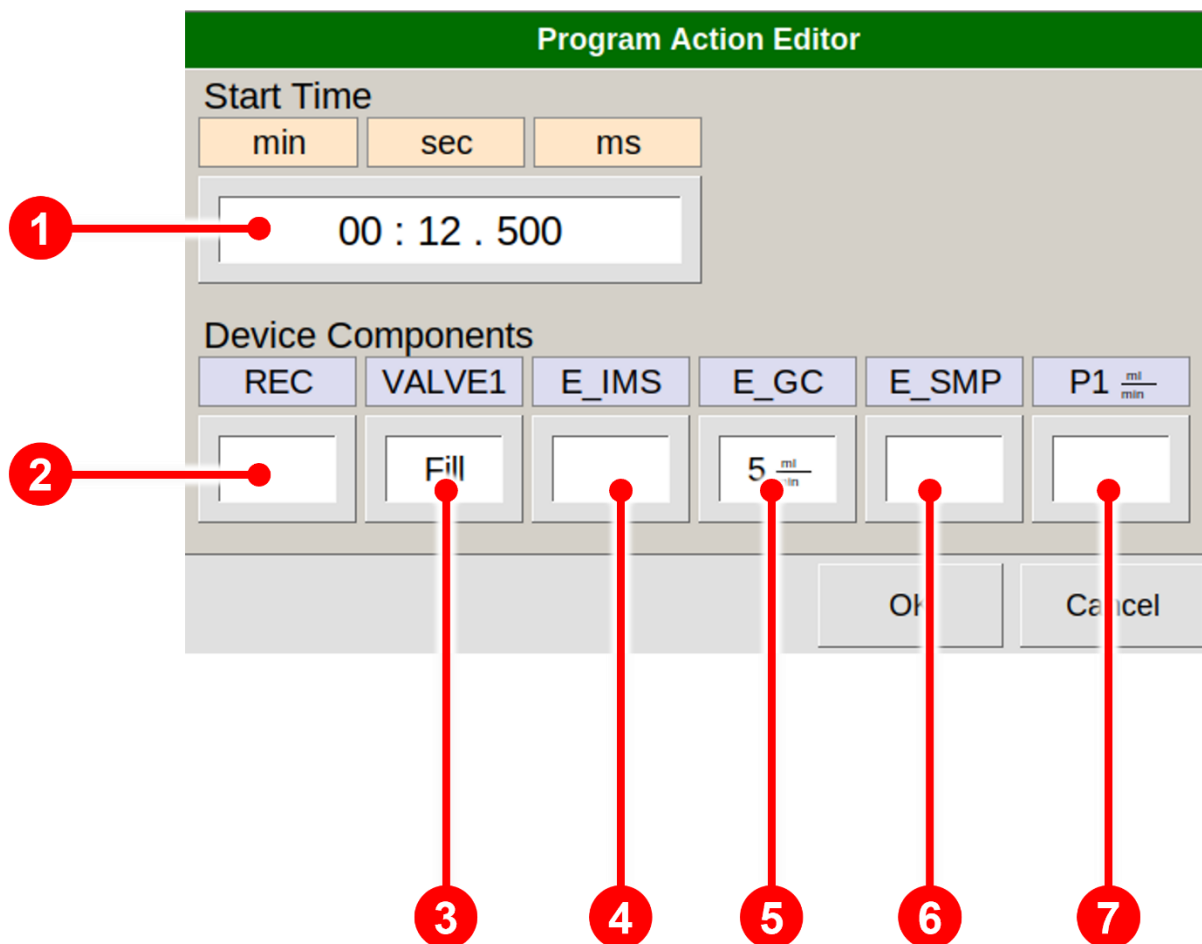 Program Action Editor
Start Time
min sec ms
1 00 : 12 . 500
Device Components
REC VALVE1 E_IMS E_GC E_SMP P1 ml/min
2 Fill 5 ml/min
OK Cancel
3 4 5 6 7